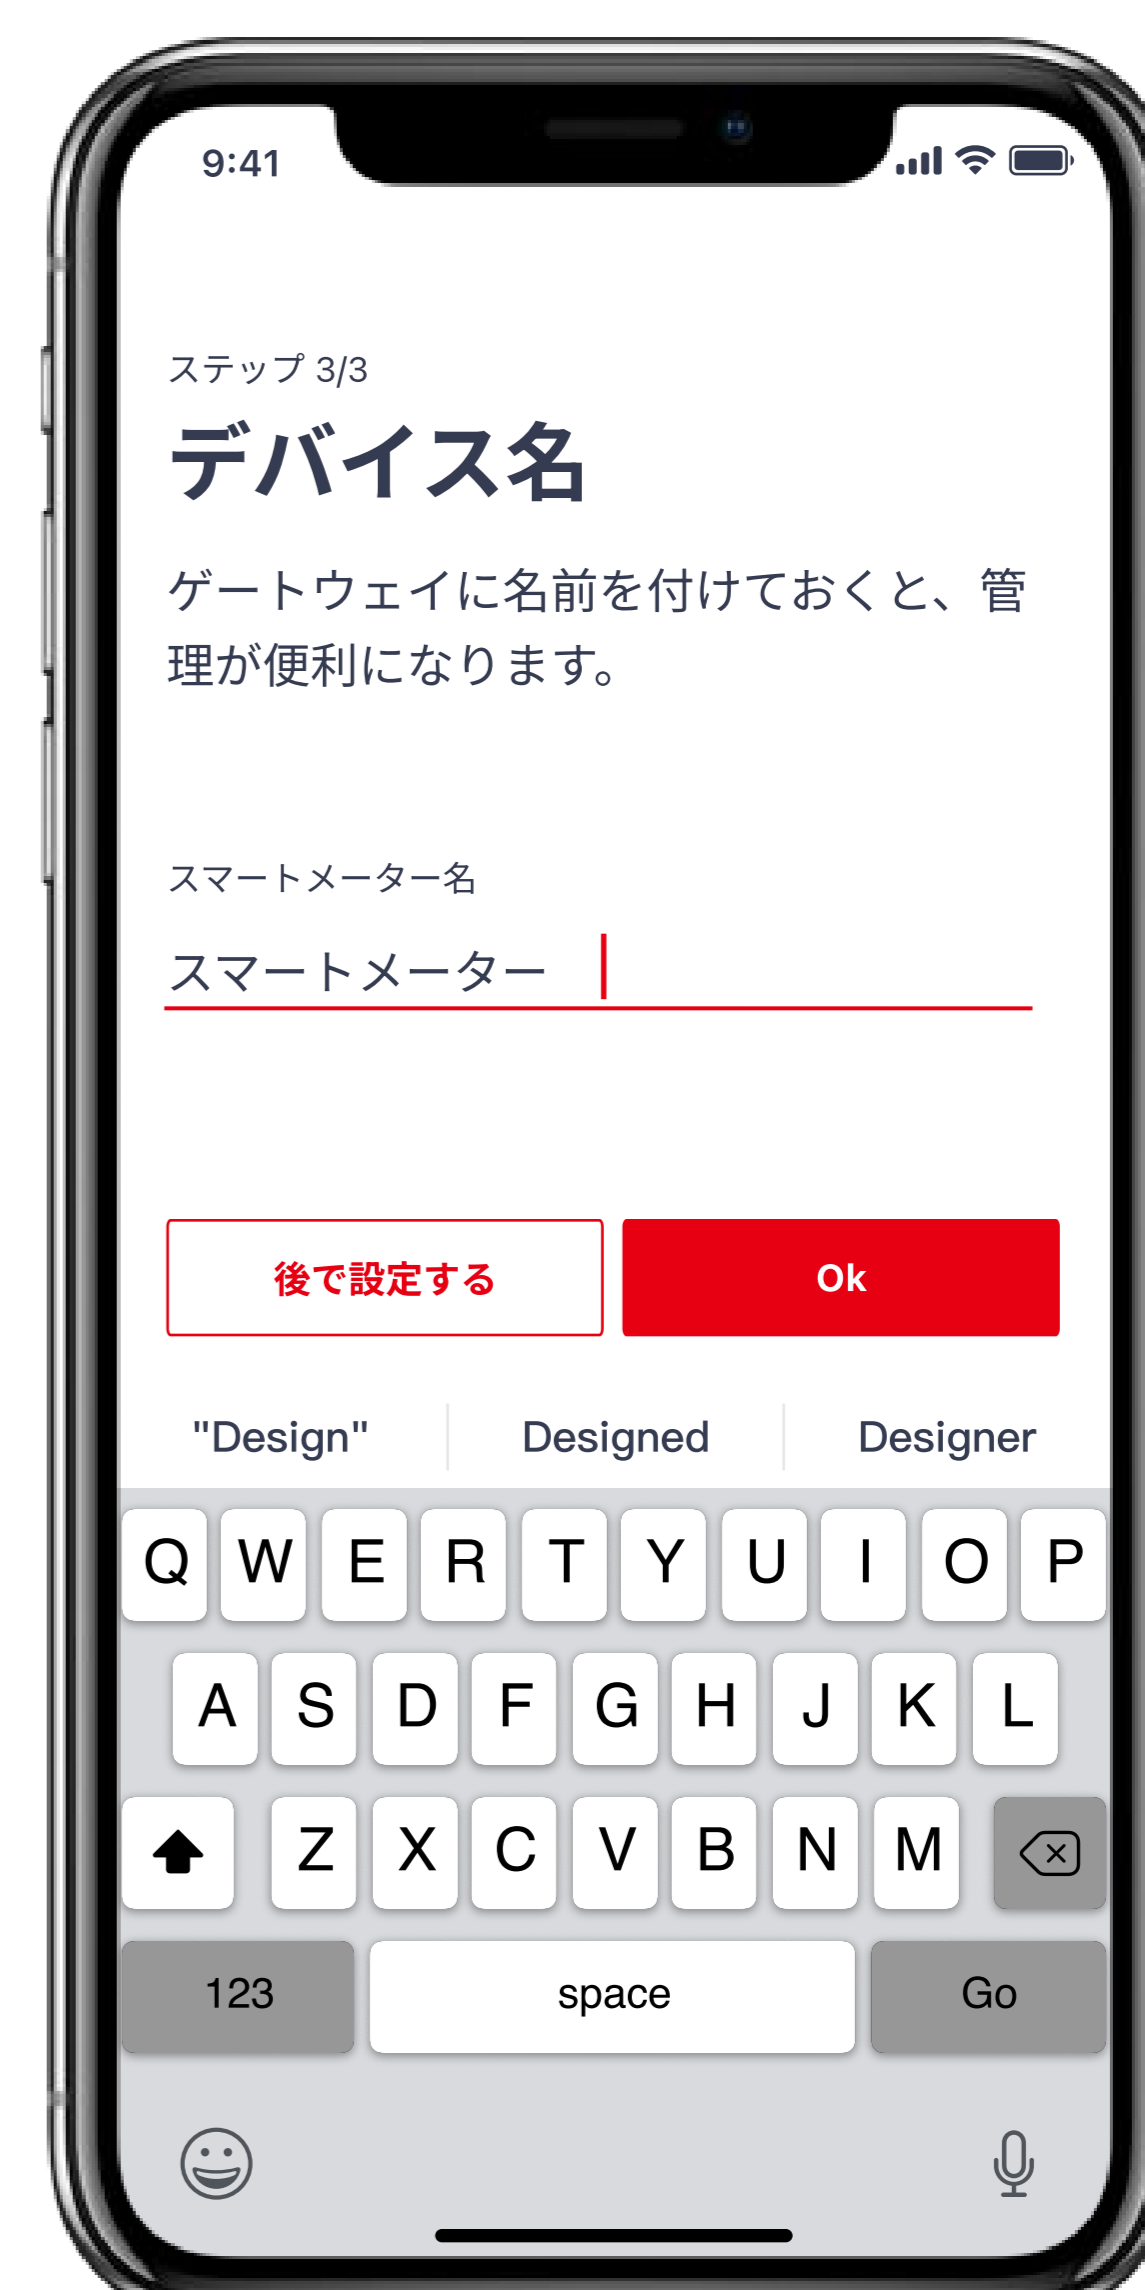 9:41
ステップ 3/3
デバイス名
ゲートウェイに名前を付けておくと、管
理が便利になります。
スマートメーター名
スマートメーター
後で設定する
Ok
"Design"
Designed
Designer
Q W E R T Y U I O P
A S D F G H J K L
Z X C V B N M
123
space
Go